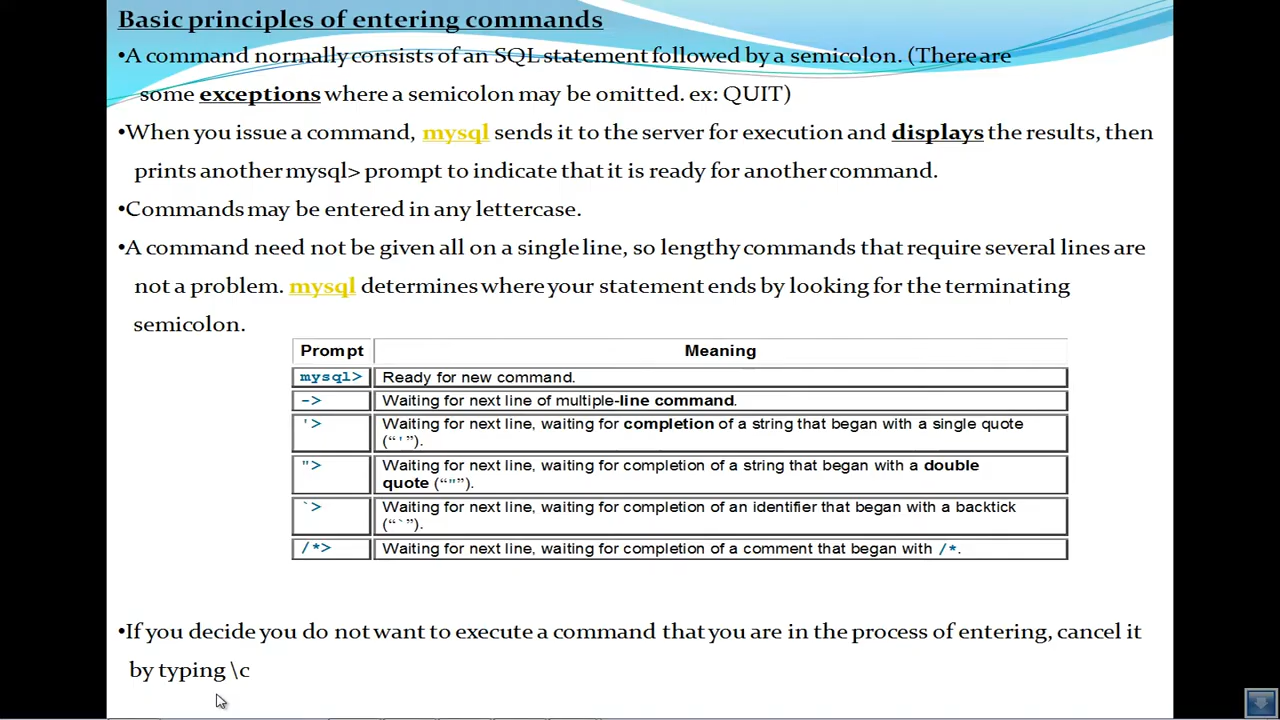 Basic principles of entering commands
•A command normally consists of an SQL statement followed by a semicolon. (There are
some exceptions where a semicolon may be omitted. ex: QUIT)
•When you issue a command, mysql sends it to the server for execution and displays the results, then
prints another mysql> prompt to indicate that it is ready for another command.
•Commands may be entered in any lettercase.
•A command need not be given all on a single line, so lengthy commands that require several lines are
not a problem. mysql determines where your statement ends by looking for the terminating
semicolon.
Prompt Meaning
mysql> Ready for new command.
-> Waiting for next line of multiple-line command.
'> Waiting for next line, waiting for completion of a string that began with a single quote
(“'”).
"> Waiting for next line, waiting for completion of a string that began with a double
quote (“"”).
`> Waiting for next line, waiting for completion of an identifier that began with a backtick
(“`”).
/*> Waiting for next line, waiting for completion of a comment that began with /*.
•If you decide you do not want to execute a command that you are in the process of entering, cancel it
by typing \c